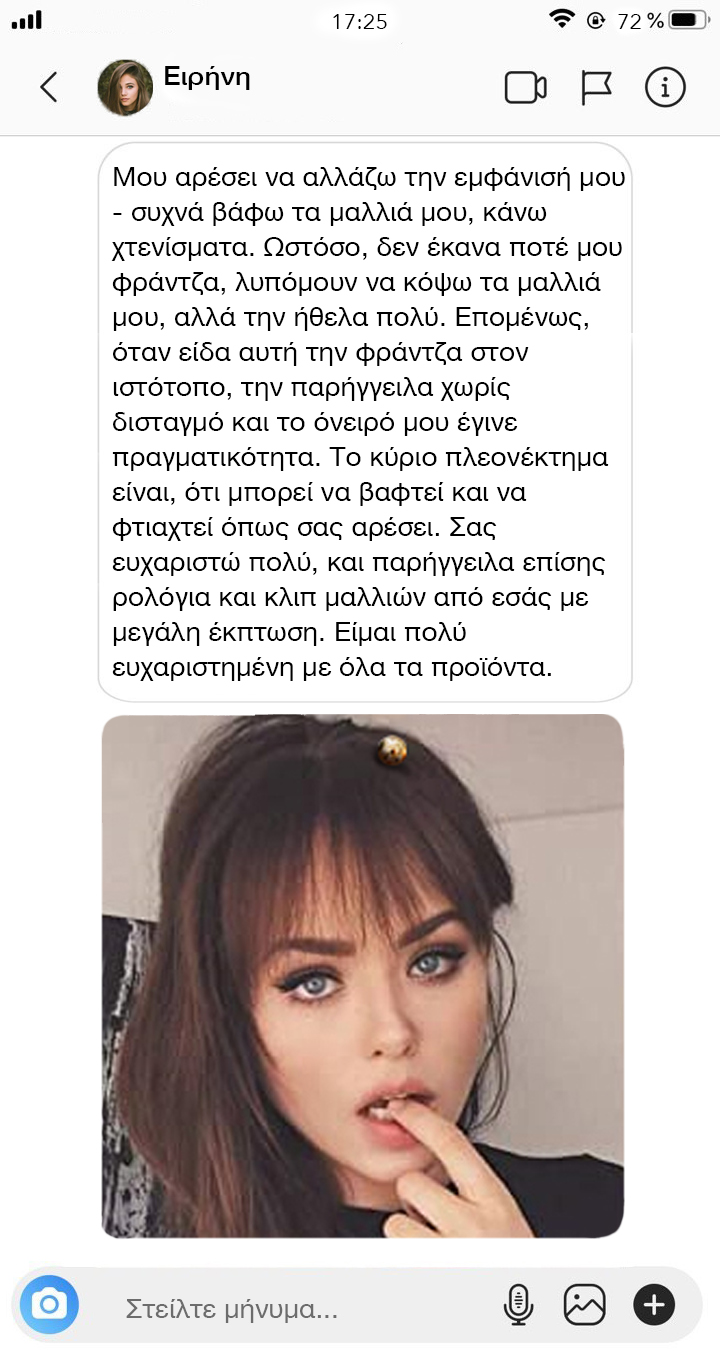 17:25
72 %
Ειρήνη
Μου αρέσει να αλλάζω την εμφάνισή μου
- συχνά βάφω τα μαλλιά μου, κάνω
χτενίσματα. Ωστόσο, δεν έκανα ποτέ μου
φράντζα, λυπόμουν να κόψω τα μαλλιά
μου, αλλά την ήθελα πολύ. Επομένως,
όταν είδα αυτή την φράντζα στον
ιστότοπο, την παρήγγειλα χωρίς
δισταγμό και το όνειρό μου έγινε
πραγματικότητα. Το κύριο πλεονέκτημα
είναι, ότι μπορεί να βαφτεί και να
φτιαχτεί όπως σας αρέσει. Σας
ευχαριστώ πολύ, και παρήγγειλα επίσης
ρολόγια και κλιπ μαλλιών από εσάς με
μεγάλη έκπτωση. Είμαι πολύ
ευχαριστημένη με όλα τα προϊόντα.
Στείλτε μήνυμα...